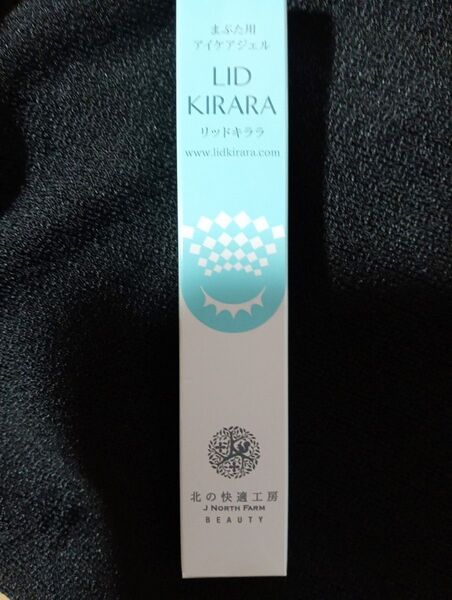 まぶた用
アイケアジェル
LID
KIRARA
リッドキララ
www.lidkirara.com
北の快適工房
J NORTH FARM
BEAUTY